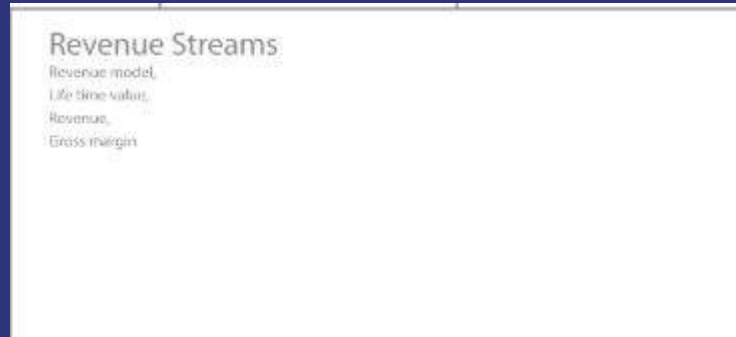 Revenue Streams
Revenue model,
Life time value,
Revenue,
Gross margin